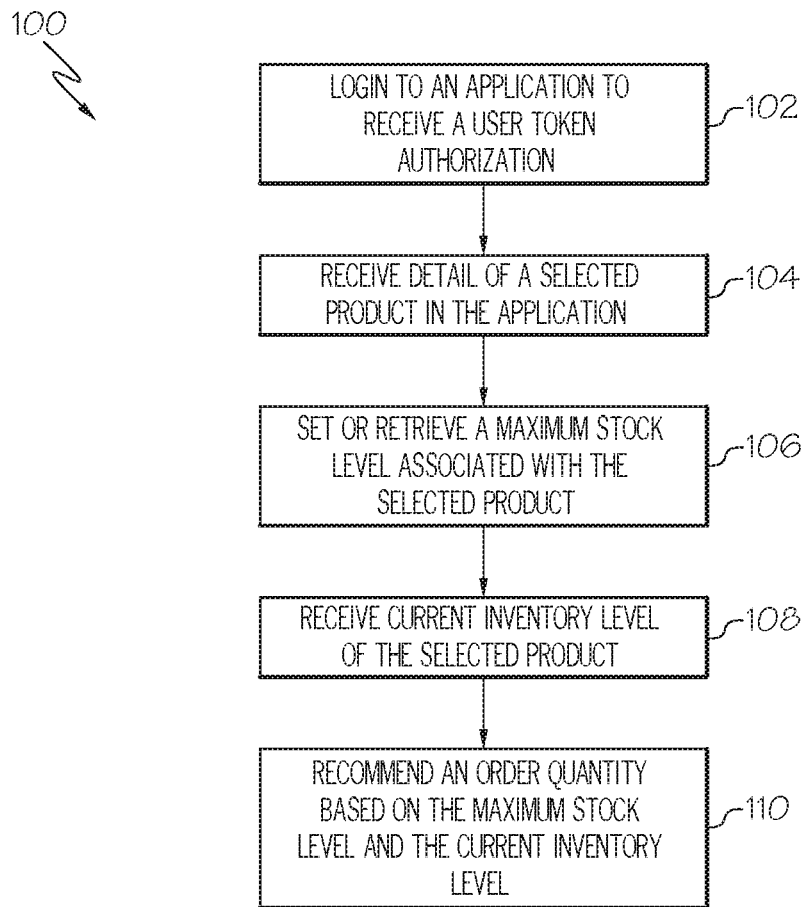 100
LOGIN TO AN APPLICATION TO
RECEIVE A USER TOKEN
AUTHORIZATION
102
RECEIVE DETAIL OF A SELECTED
PRODUCT IN THE APPLICATION
104
SET OR RETRIEVE A MAXIMUM STOCK
LEVEL ASSOCIATED WITH THE
SELECTED PRODUCT
106
RECEIVE CURRENT INVENTORY LEVEL
OF THE SELECTED PRODUCT
108
RECOMMEND AN ORDER QUANTITY
BASED ON THE MAXIMUM STOCK
LEVEL AND THE CURRENT INVENTORY
LEVEL
110